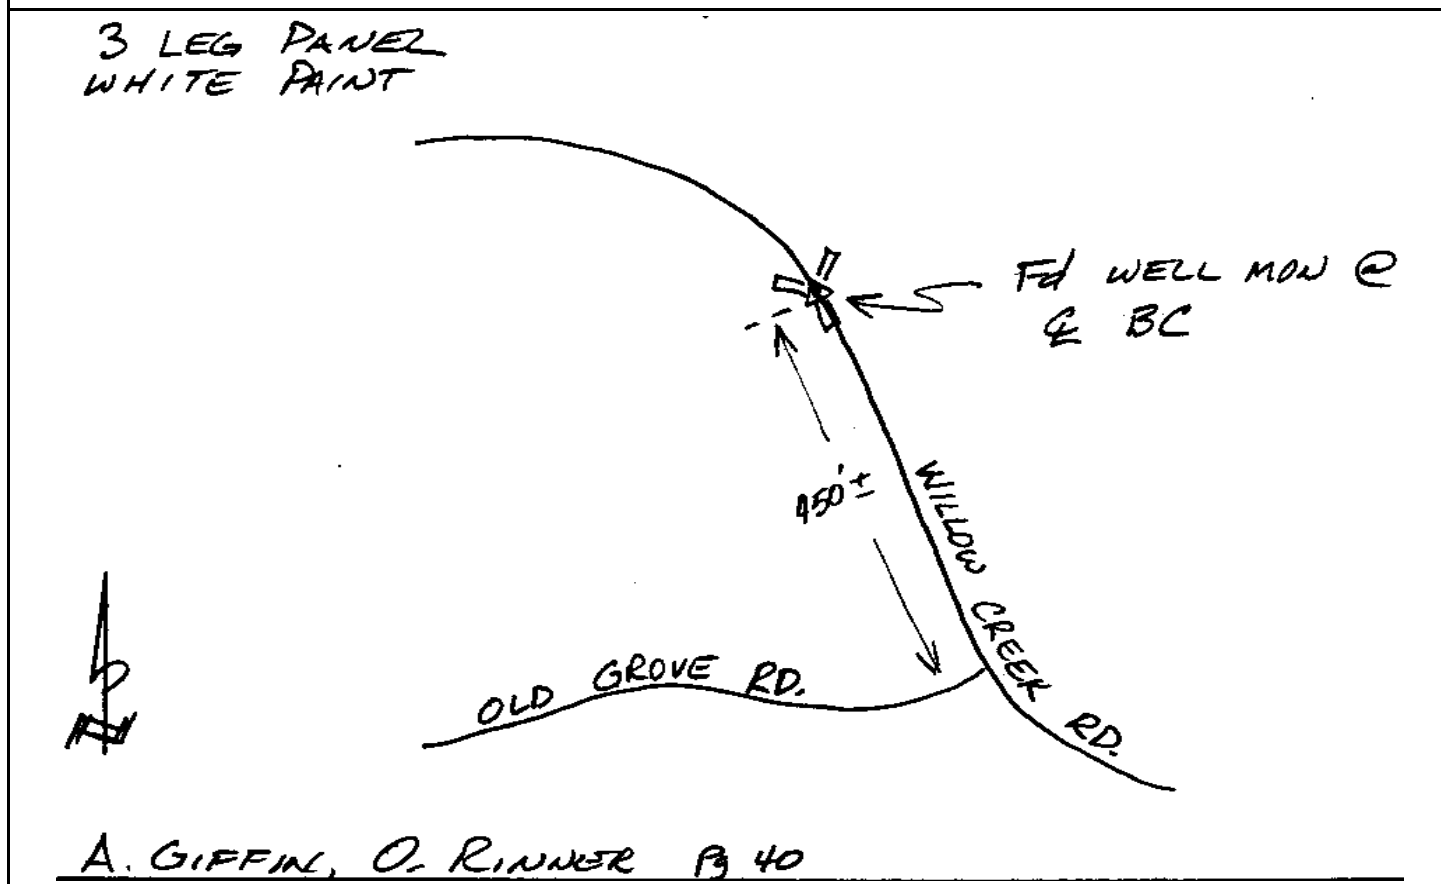 3 LEG PANEL
WHITE PAINT
Fd WELL MON @
℄ BC
450'±
WILLOW CREEK RD.
OLD GROVE RD.
N
A. GIFFIN, O. RINNER Pg 40